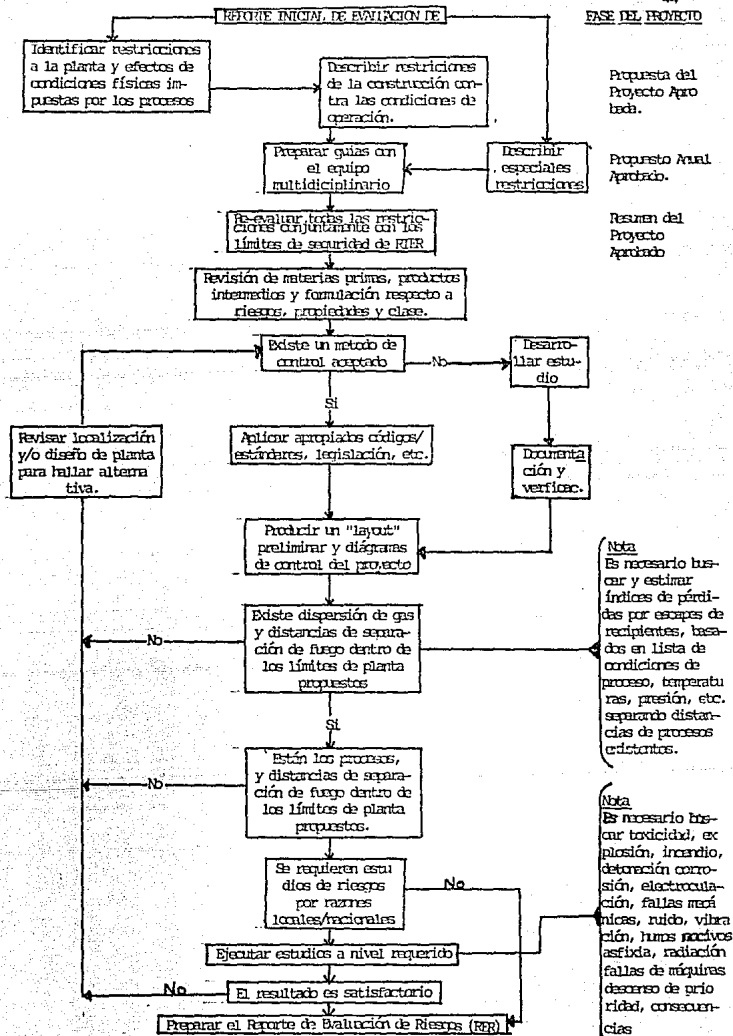 REPORTE INICIAL DE EVALUACION DE
FASE DEL PROYECTO
Identificar restricciones
a la planta y efectos de
condiciones físicas im-
puestas por los procesos
Describir restriciones
de la construcción con-
tra las condiciones de
operación.
Propuesta del
Proyecto Apro
bada.
Preparar guías con
el equipo
multidiciplinario
Describir
especiales
restricciones
Propuesto Anual
Aprobado.
Re-evaluar todas las restric-
ciones conjuntamente con los
límites de seguridad de RIER
Resumen del
Proyecto
Aprobado
Revisión de materias primas, productos
intermedios y formulación respecto a
riesgos, propiedades y clase.
Existe un metodo de
control aceptado
No
Desarro-
llar estu-
dio
Si
Revisar localización
y/o diseño de planta
para hallar alterna
tiva.
Aplicar apropiados códigos/
estándares, legislación, etc.
Documenta
ción y
verificac.
Producir un "layout"
preliminar y diágramas
de control del proyecto
Existe dispersión de gas
y distancias de separa-
ción de fuego dentro de
los límites de planta
propuestos
No
Nota
Es necesario bus-
car y estimar
índices de pérdi-
das por escapes de
recipientes, basa-
dos en lista de
condiciones de
proceso, temperatu
ras, presión, etc.
separando distan-
cias de procesos
existentes.
Si
Están los procesos,
y distancias de separa-
ción de fuego dentro de
los límites de planta
propuestos.
No
Se requieren estu
dios de riesgos
por razones
locales/nacionales
No
Ejecutar estudios a nivel requerido
El resultado es satisfactorio
No
Preparar el Reporte de Evaluación de Riesgos (RER)
Nota
Es necesario bus-
car toxicidad, ex
plosión, incendio,
detonación corro-
sión, electrocula-
ción, fallas mecá
nicas, ruido, vibra
ción, humos nocivos
asfixia, radiación
fallas de máquinas
descenso de prio
ridad, consecuen-
cias